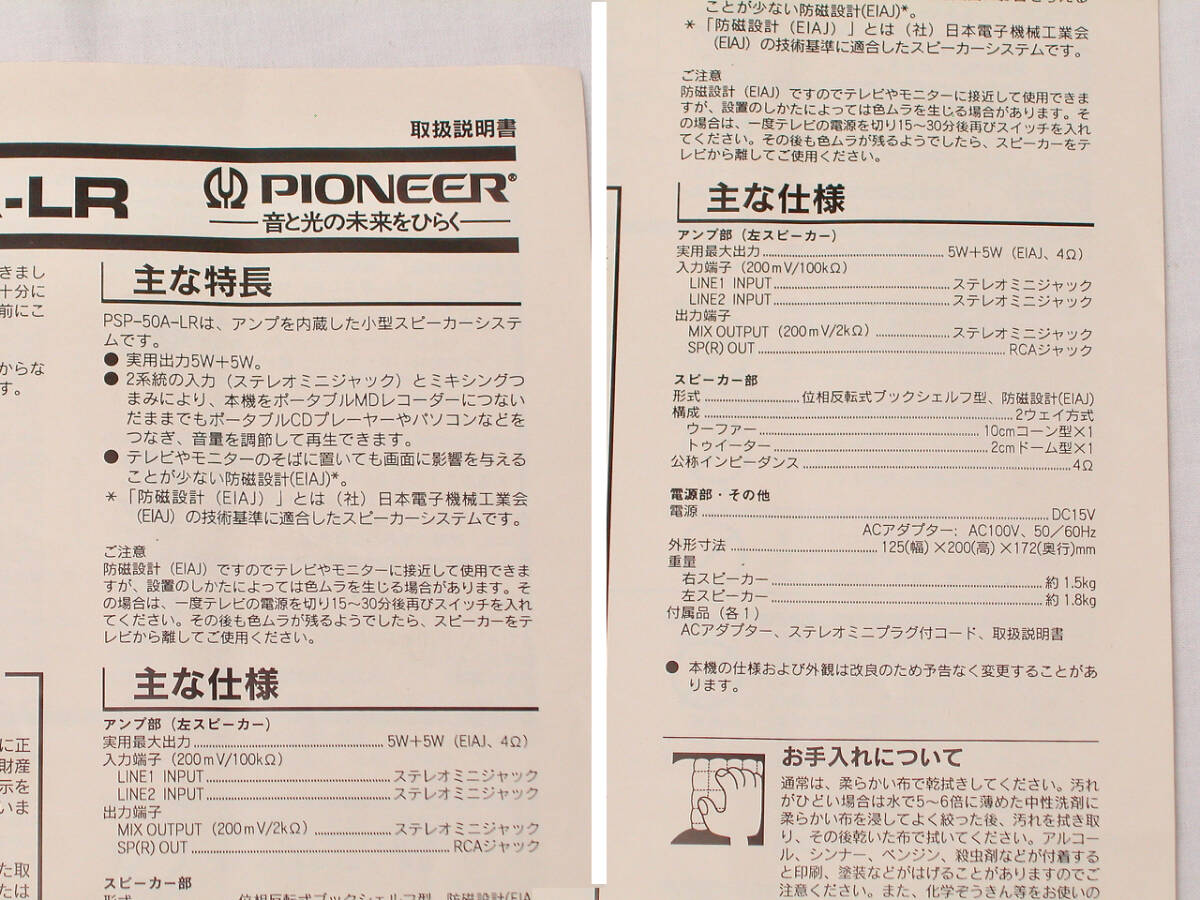 取扱説明書
-LR
PIONEER®
音と光の未来をひらく
きまし
十分に
前にこ
からな
す。
主な特長
PSP-50A-LRは、アンプを内蔵した小型スピーカーシステ
ムです。
● 実用出力5W+5W。
● 2系統の入力（ステレオミニジャック）とミキシングつ
まみにより、本機をポータブルMDレコーダーにつない
だままでもポータブルCDプレーヤーやパソコンなどを
つなぎ、音量を調節して再生できます。
● テレビやモニターのそばに置いても画面に影響を与える
ことが少ない防磁設計(EIAJ)*。
* 「防磁設計（EIAJ）」とは（社）日本電子機械工業会
（EIAJ）の技術基準に適合したスピーカーシステムです。
ご注意
防磁設計（EIAJ）ですのでテレビやモニターに接近して使用できま
すが、設置のしかたによっては色ムラを生じる場合があります。そ
の場合は、一度テレビの電源を切り15〜30分後再びスイッチを入れ
てください。その後も色ムラが残るようでしたら、スピーカーをテ
レビから離してご使用ください。
に正
財産
示を
いま
た取
たは
主な仕様
アンプ部（左スピーカー）
実用最大出力 5W+5W（EIAJ、4Ω）
入力端子（200mV/100kΩ）
LINE1 INPUT ステレオミニジャック
LINE2 INPUT ステレオミニジャック
出力端子
MIX OUTPUT（200mV/2kΩ） ステレオミニジャック
SP(R) OUT RCAジャック
スピーカー部
形式 位相反転式ブックシェルフ型、防磁設計(EIA
ことが少ない防磁設計(EIAJ)*。
* 「防磁設計（EIAJ）」とは（社）日本電子機械工業会
（EIAJ）の技術基準に適合したスピーカーシステムです。
ご注意
防磁設計（EIAJ）ですのでテレビやモニターに接近して使用できま
すが、設置のしかたによっては色ムラを生じる場合があります。そ
の場合は、一度テレビの電源を切り15〜30分後再びスイッチを入れ
てください。その後も色ムラが残るようでしたら、スピーカーをテ
レビから離してご使用ください。
主な仕様
アンプ部（左スピーカー）
実用最大出力 5W+5W（EIAJ、4Ω）
入力端子（200mV/100kΩ）
LINE1 INPUT ステレオミニジャック
LINE2 INPUT ステレオミニジャック
出力端子
MIX OUTPUT（200mV/2kΩ） ステレオミニジャック
SP(R) OUT RCAジャック
スピーカー部
形式 位相反転式ブックシェルフ型、防磁設計(EIAJ)
構成 2ウェイ方式
ウーファー 10cmコーン型×1
トゥイーター 2cmドーム型×1
公称インピーダンス 4Ω
電源部・その他
電源 DC15V
ACアダプター：AC100V、50／60Hz
外形寸法 125(幅)×200(高)×172(奥行)mm
重量
右スピーカー 約1.5kg
左スピーカー 約1.8kg
付属品（各1）
ACアダプター、ステレオミニプラグ付コード、取扱説明書
● 本機の仕様および外観は改良のため予告なく変更することがあ
ります。
お手入れについて
通常は、柔らかい布で乾拭きしてください。汚れ
がひどい場合は水で5〜6倍に薄めた中性洗剤に
柔らかい布を浸してよく絞った後、汚れを拭き取
り、その後乾いた布で拭いてください。アルコー
ル、シンナー、ベンジン、殺虫剤などが付着する
と印刷、塗装などがはげることがありますのでご
注意ください。また、化学ぞうきん等をお使いの